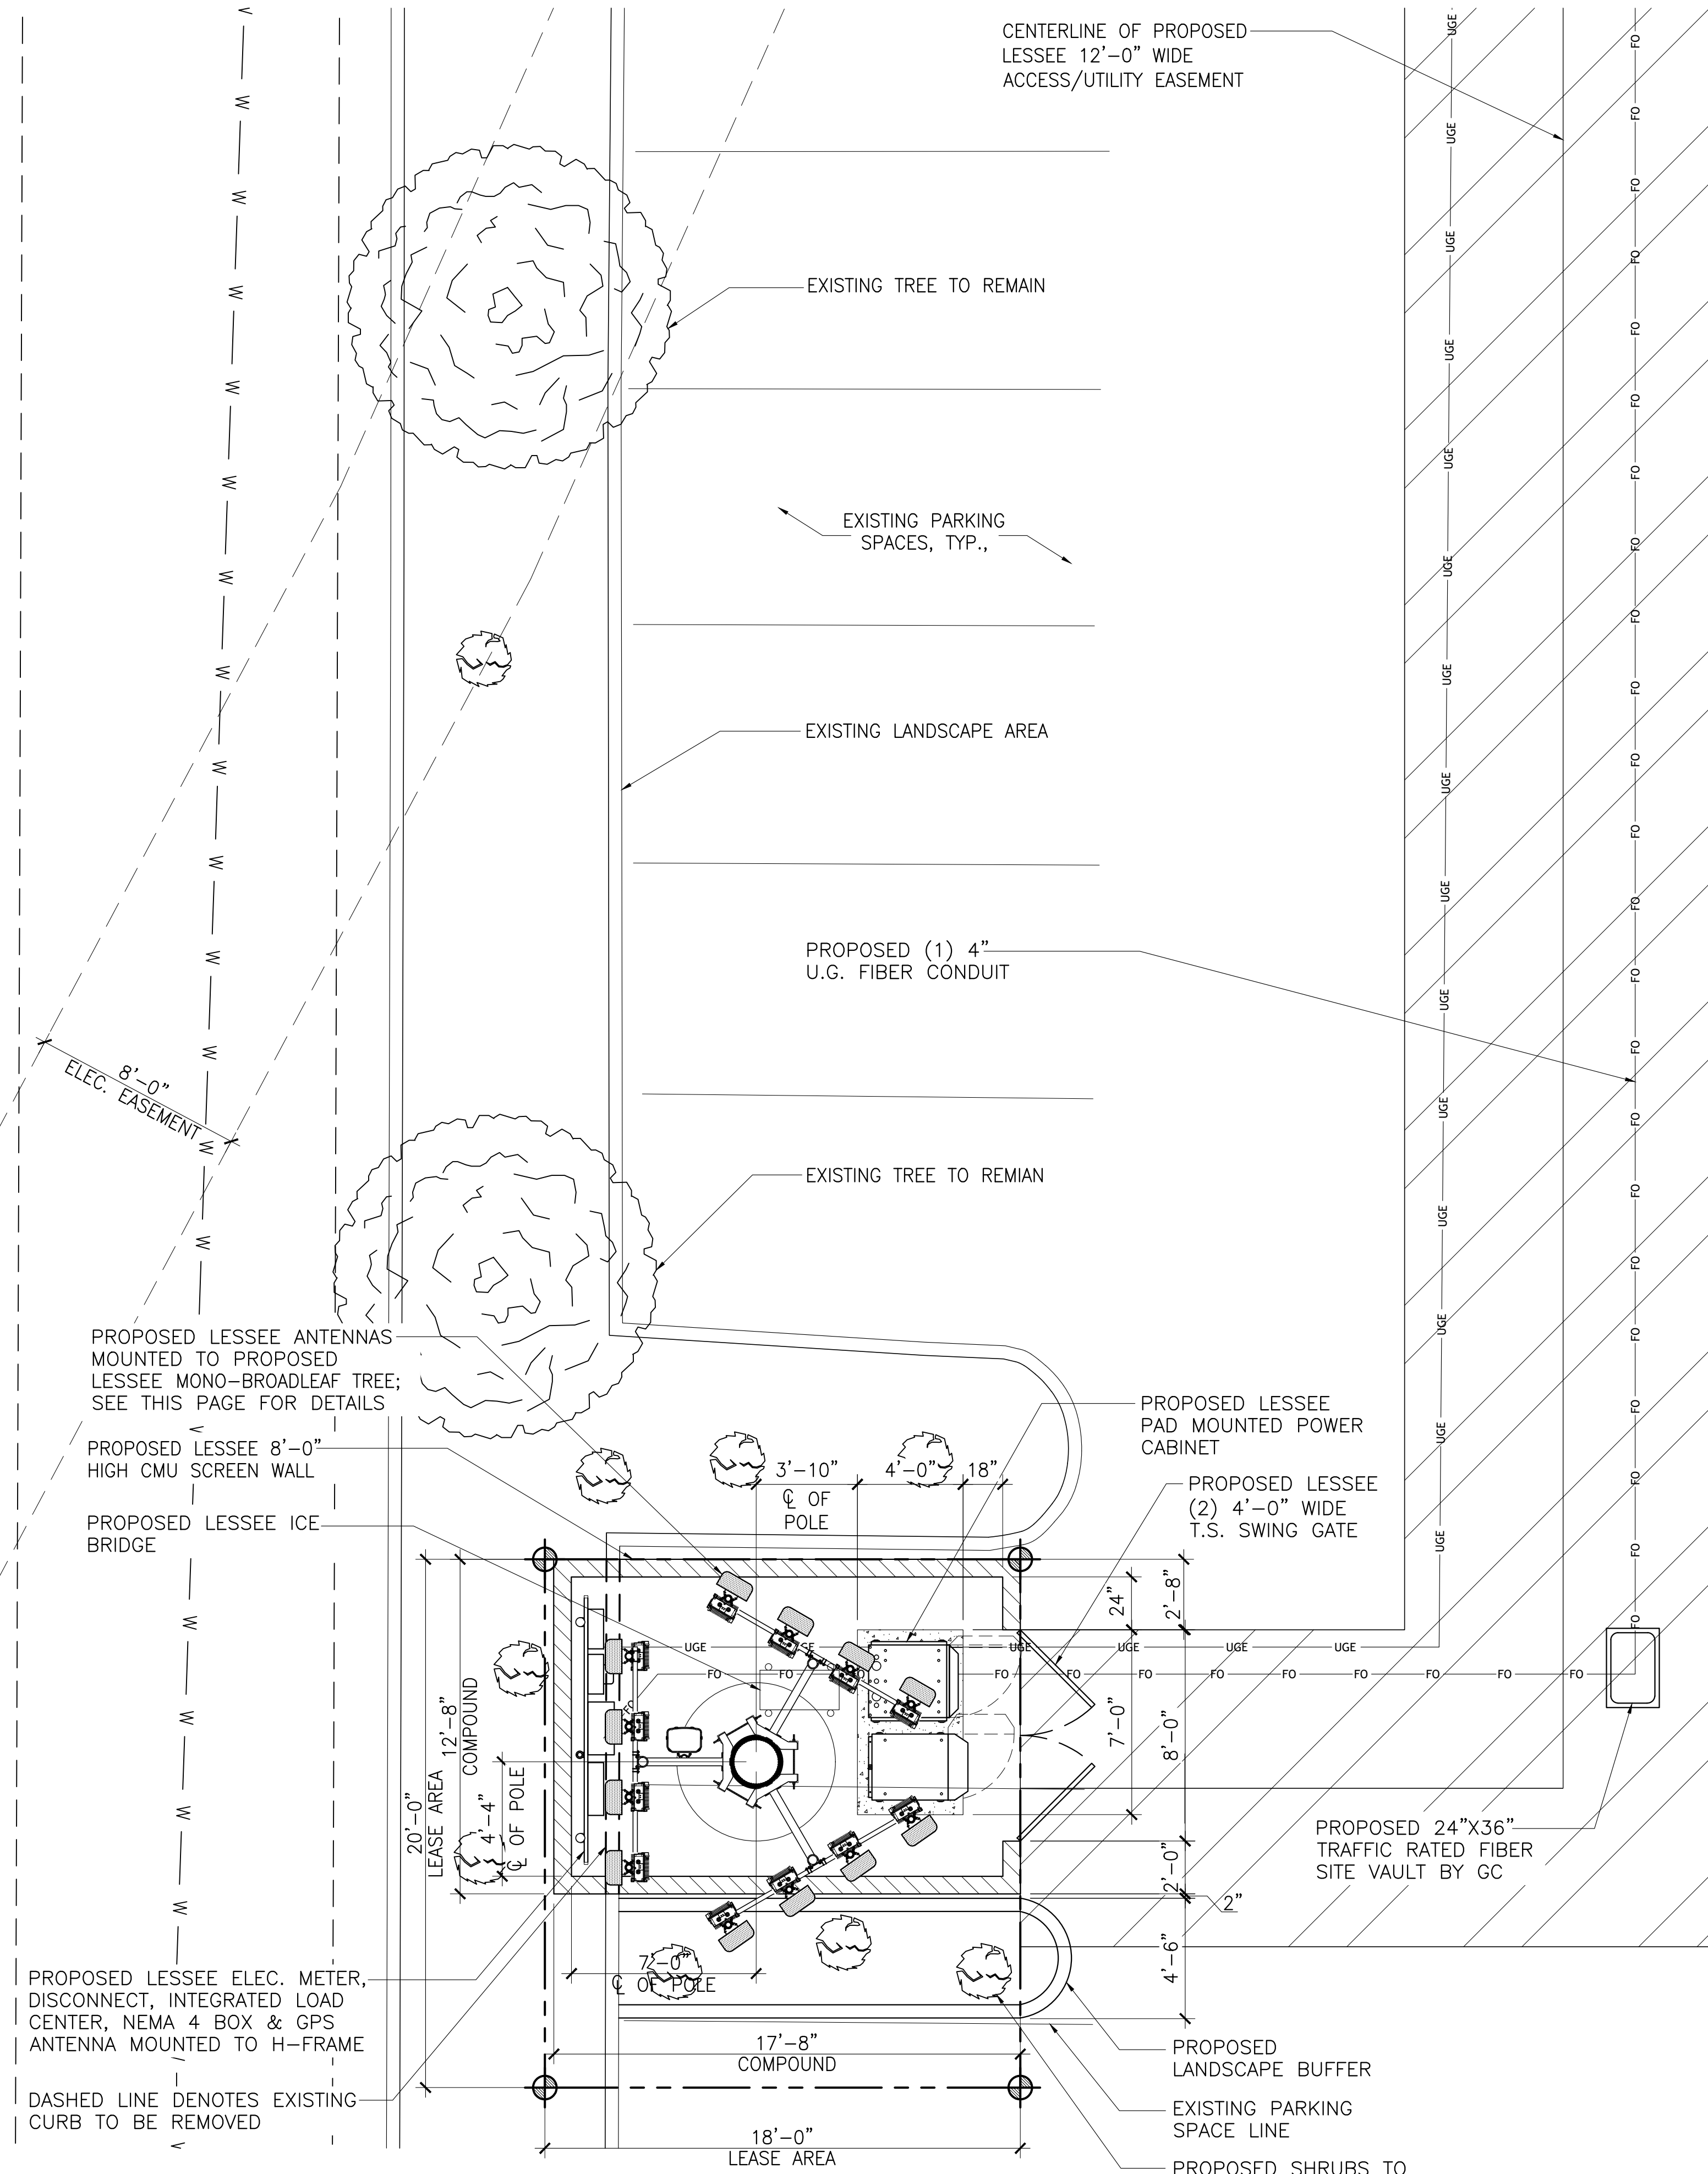 CENTERLINE OF PROPOSED
LESSEE 12'-0" WIDE
ACCESS/UTILITY EASEMENT
EXISTING TREE TO REMAIN
EXISTING PARKING
SPACES, TYP.,
EXISTING LANDSCAPE AREA
PROPOSED (1) 4"
U.G. FIBER CONDUIT
8'-0"
ELEC. EASEMENT
EXISTING TREE TO REMIAN
PROPOSED LESSEE ANTENNAS
MOUNTED TO PROPOSED
LESSEE MONO-BROADLEAF TREE;
SEE THIS PAGE FOR DETAILS
PROPOSED LESSEE 8'-0"
HIGH CMU SCREEN WALL
PROPOSED LESSEE ICE
BRIDGE
PROPOSED LESSEE
PAD MOUNTED POWER
CABINET
PROPOSED LESSEE
(2) 4'-0" WIDE
T.S. SWING GATE
3'-10"
℄ OF
POLE
4'-0"
18"
24"
2'-8"
7'-0"
8'-0"
2'-0"
2"
4'-6"
20'-0"
LEASE AREA
12'-8"
COMPOUND
4'-4"
℄ OF POLE
7'-0"
℄ OF POLE
17'-8"
COMPOUND
18'-0"
LEASE AREA
UGE
FO
W
PROPOSED 24"X36"
TRAFFIC RATED FIBER
SITE VAULT BY GC
PROPOSED LESSEE ELEC. METER,
DISCONNECT, INTEGRATED LOAD
CENTER, NEMA 4 BOX & GPS
ANTENNA MOUNTED TO H-FRAME
DASHED LINE DENOTES EXISTING
CURB TO BE REMOVED
PROPOSED
LANDSCAPE BUFFER
EXISTING PARKING
SPACE LINE
PROPOSED SHRUBS TO